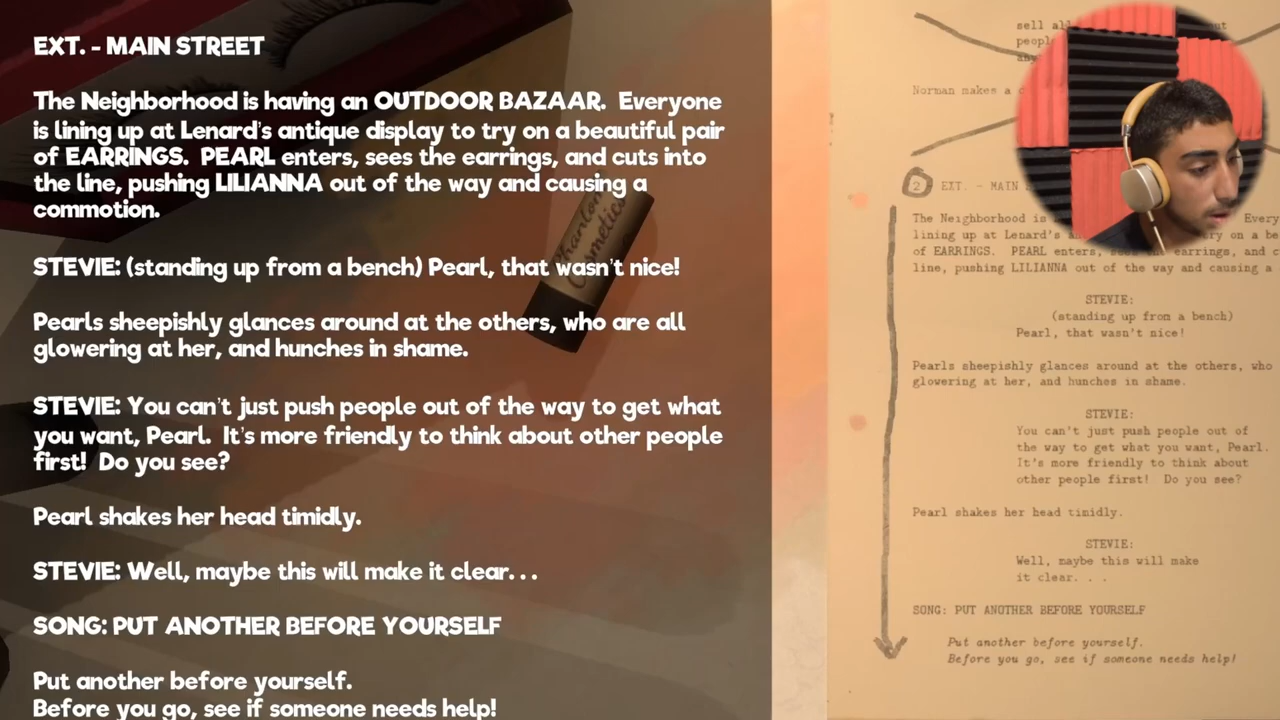 EXT. - MAIN STREET
The Neighborhood is having an OUTDOOR BAZAAR. Everyone
is lining up at Lenard's antique display to try on a beautiful pair
of EARRINGS. PEARL enters, sees the earrings, and cuts into
the line, pushing LILIANNA out of the way and causing a
commotion.
STEVIE: (standing up from a bench) Pearl, that wasn't nice!
Pearls sheepishly glances around at the others, who are all
glowering at her, and hunches in shame.
STEVIE: You can't just push people out of the way to get what
you want, Pearl. It's more friendly to think about other people
first! Do you see?
Pearl shakes her head timidly.
STEVIE: Well, maybe this will make it clear...
SONG: PUT ANOTHER BEFORE YOURSELF
Put another before yourself.
Before you go, see if someone needs help!
Cosmetics
sell
Norman makes a
2 EXT. - MAIN
The Neighborhood is
lining up at Lenard's
of EARRINGS. PEARL enters, earrings, and
line, pushing LILIANNA out of the way and causing a
STEVIE:
(standing up from a bench)
Pearl, that wasn't nice!
Pearls sheepishly glances around at the others, who
glowering at her, and hunches in shame.
STEVIE:
You can't just push people out of
the way to get what you want, Pearl.
It's more friendly to think about
other people first! Do you see?
Pearl shakes her head timidly.
STEVIE:
Well, maybe this will make
it clear. . .
SONG: PUT ANOTHER BEFORE YOURSELF
Put another before yourself.
Before you go, see if someone needs help!